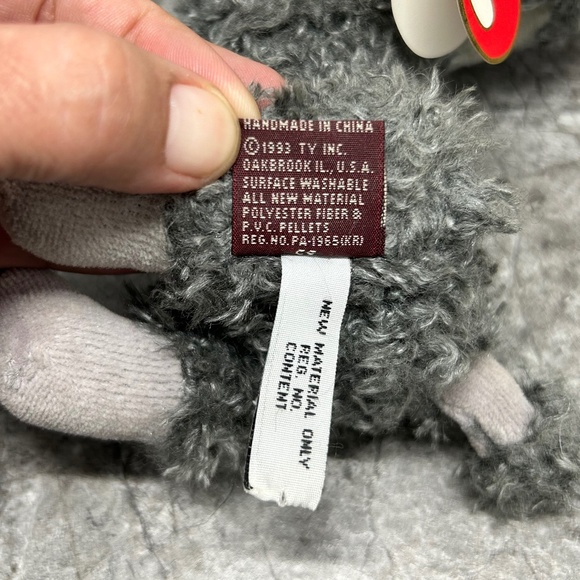 HANDMADE IN CHINA
©1993 TY INC.
OAKBROOK IL., U.S.A.
SURFACE WASHABLE
ALL NEW MATERIAL
POLYESTER FIBER &
P.V.C. PELLETS
REG. NO. PA-1965(KR)
NEW MATERIAL ONLY
REG. NO.
CONTENT